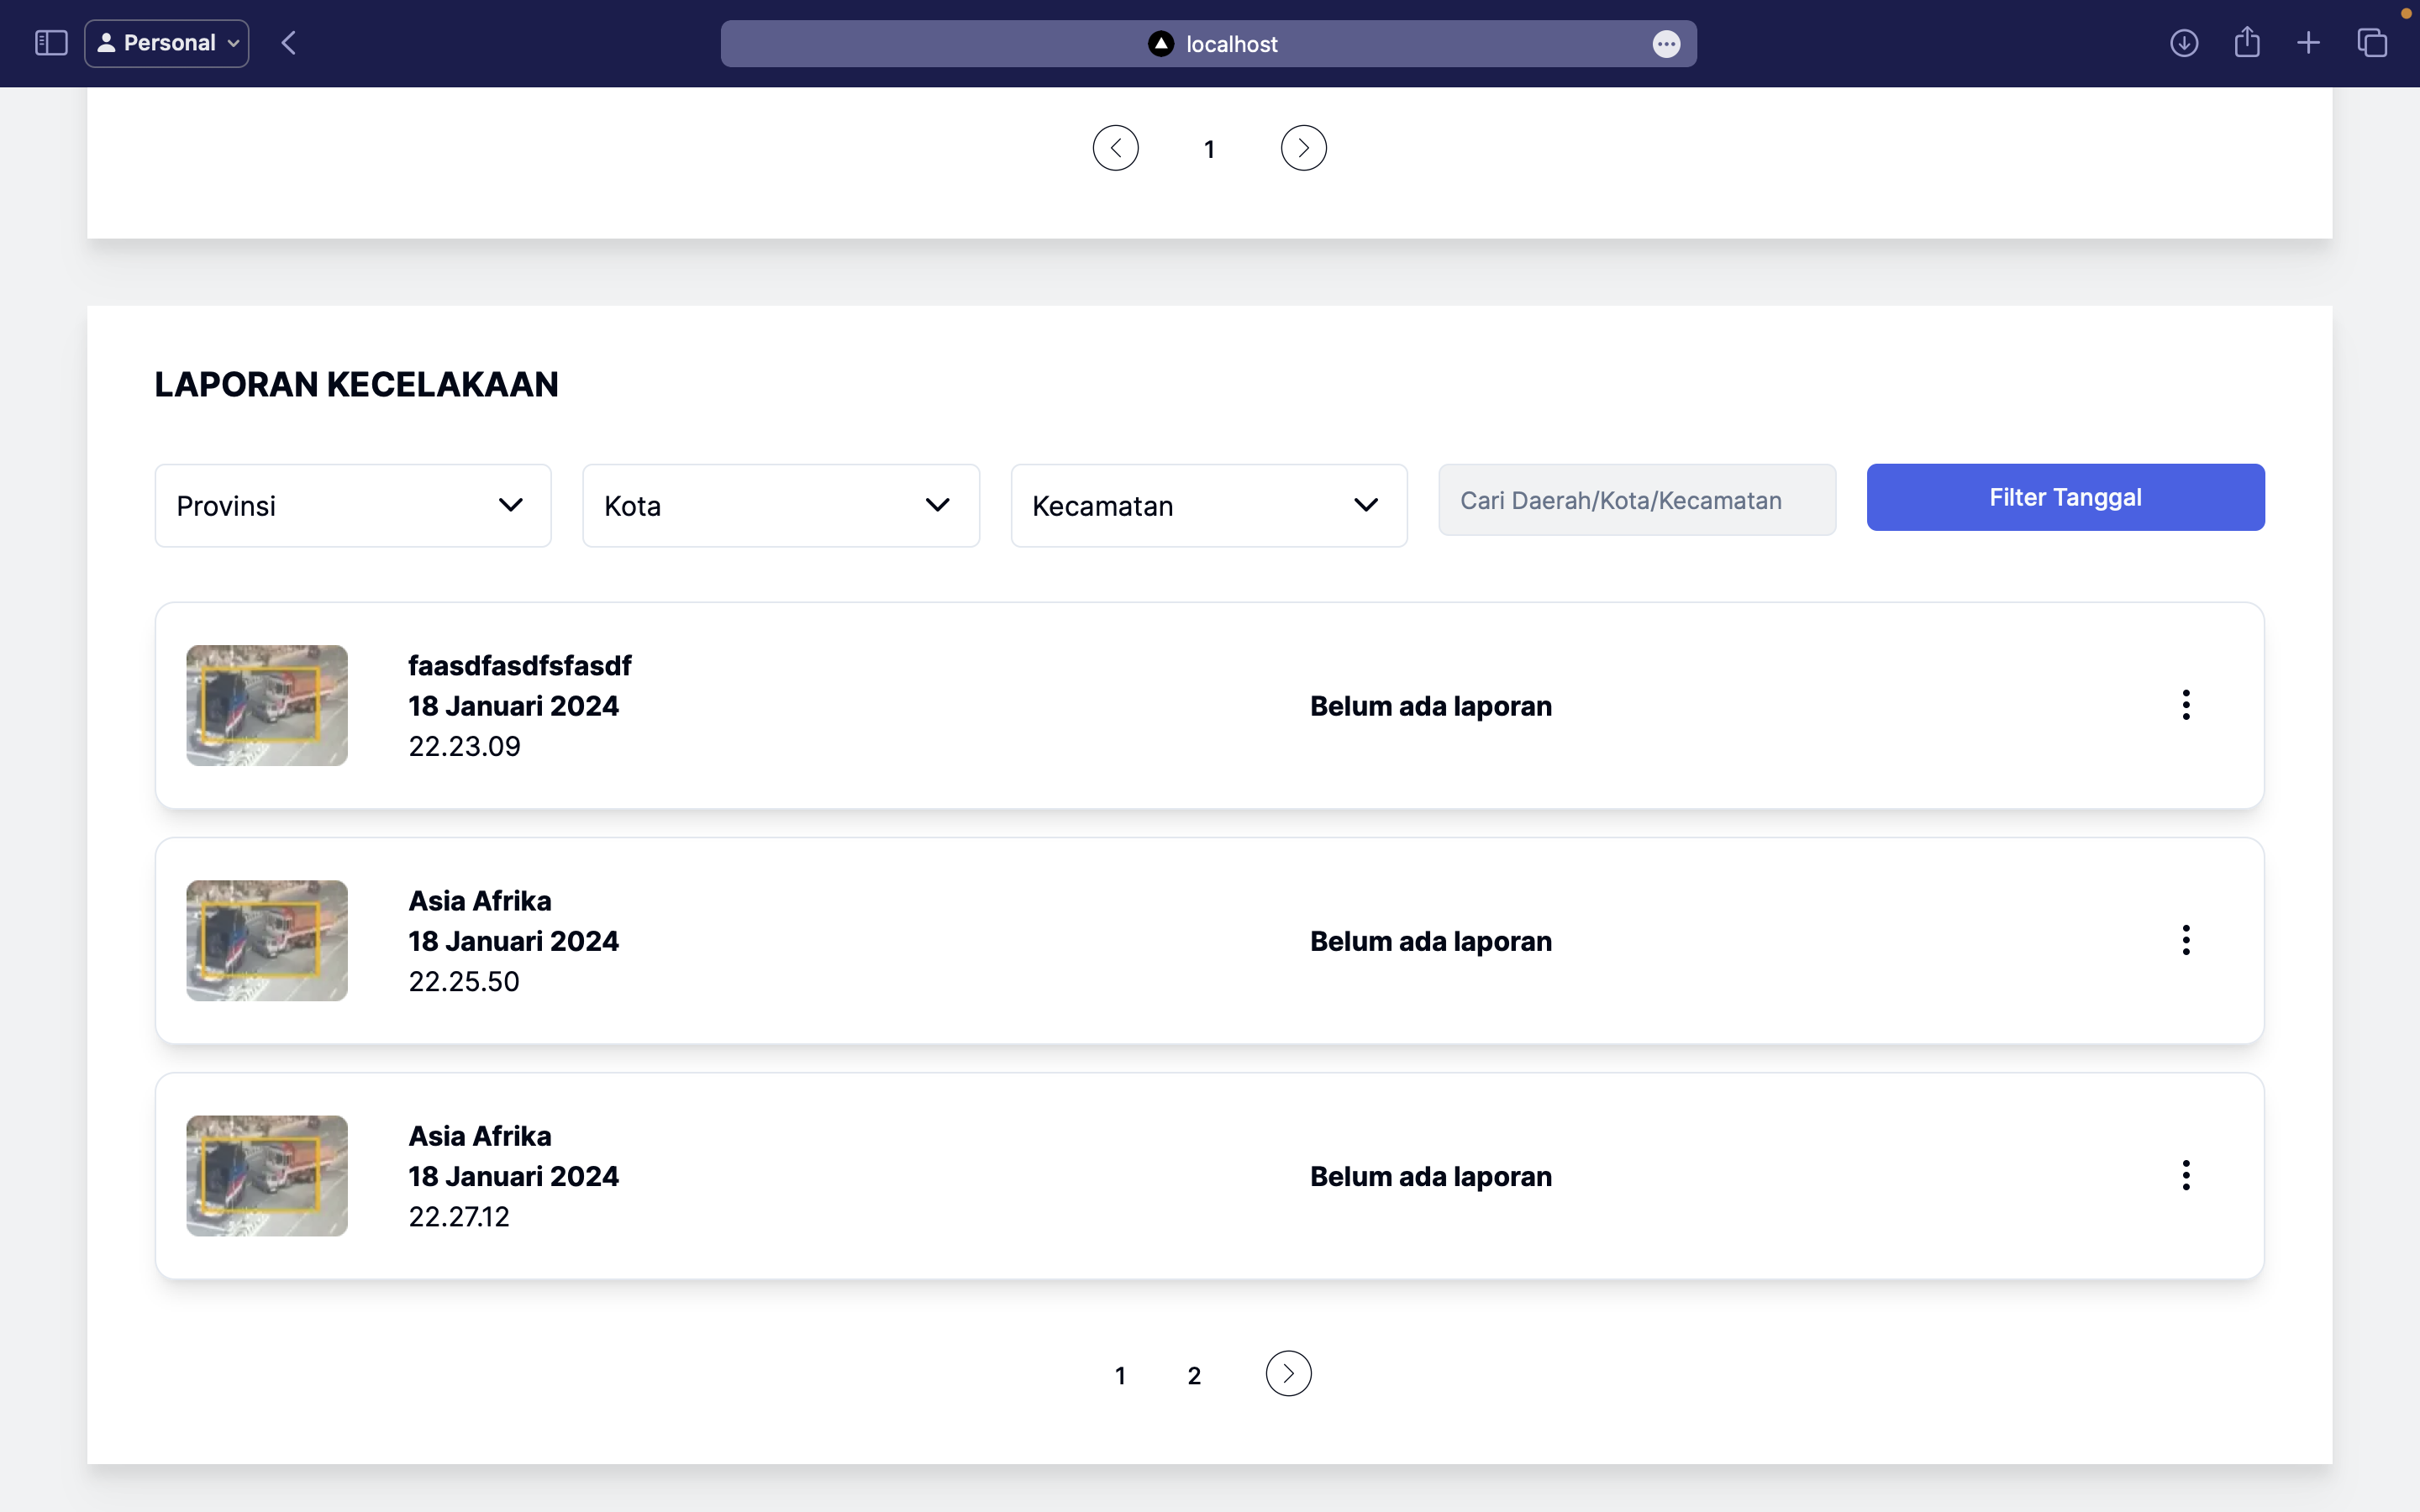 Personal
localhost
1
LAPORAN KECELAKAAN
Provinsi
Kota
Kecamatan
Cari Daerah/Kota/Kecamatan
Filter Tanggal
faasdfasdfsfasdf
18 Januari 2024
22.23.09
Belum ada laporan
Asia Afrika
18 Januari 2024
22.25.50
Belum ada laporan
Asia Afrika
18 Januari 2024
22.27.12
Belum ada laporan
1 2